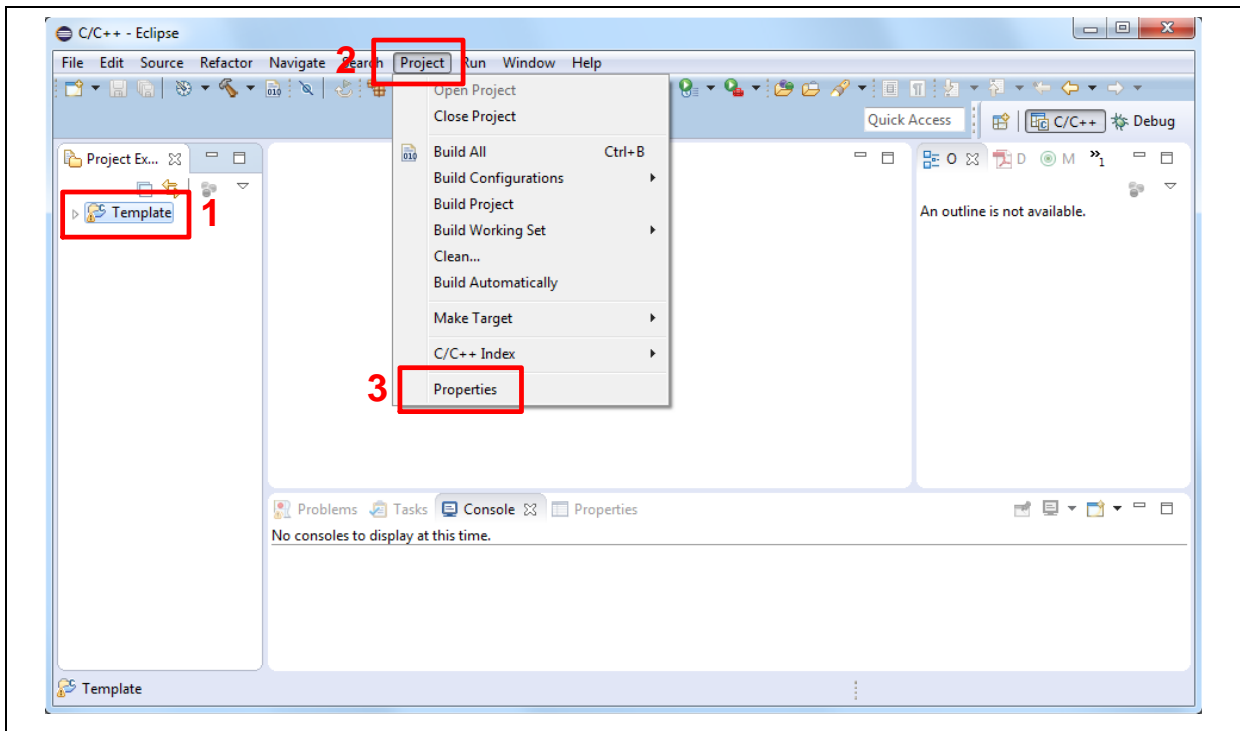 C/C++ - Eclipse
2
File Edit Source Refactor Navigate Search Project Run Window Help
Open Project
Close Project
Quick Access C/C++ Debug
Project Ex... 010 Build All Ctrl+B O D M »1
Build Configurations
Template 1 Build Project An outline is not available.
Build Working Set
Clean...
Build Automatically
Make Target
C/C++ Index
3 Properties
Problems Tasks Console Properties
No consoles to display at this time.
Template